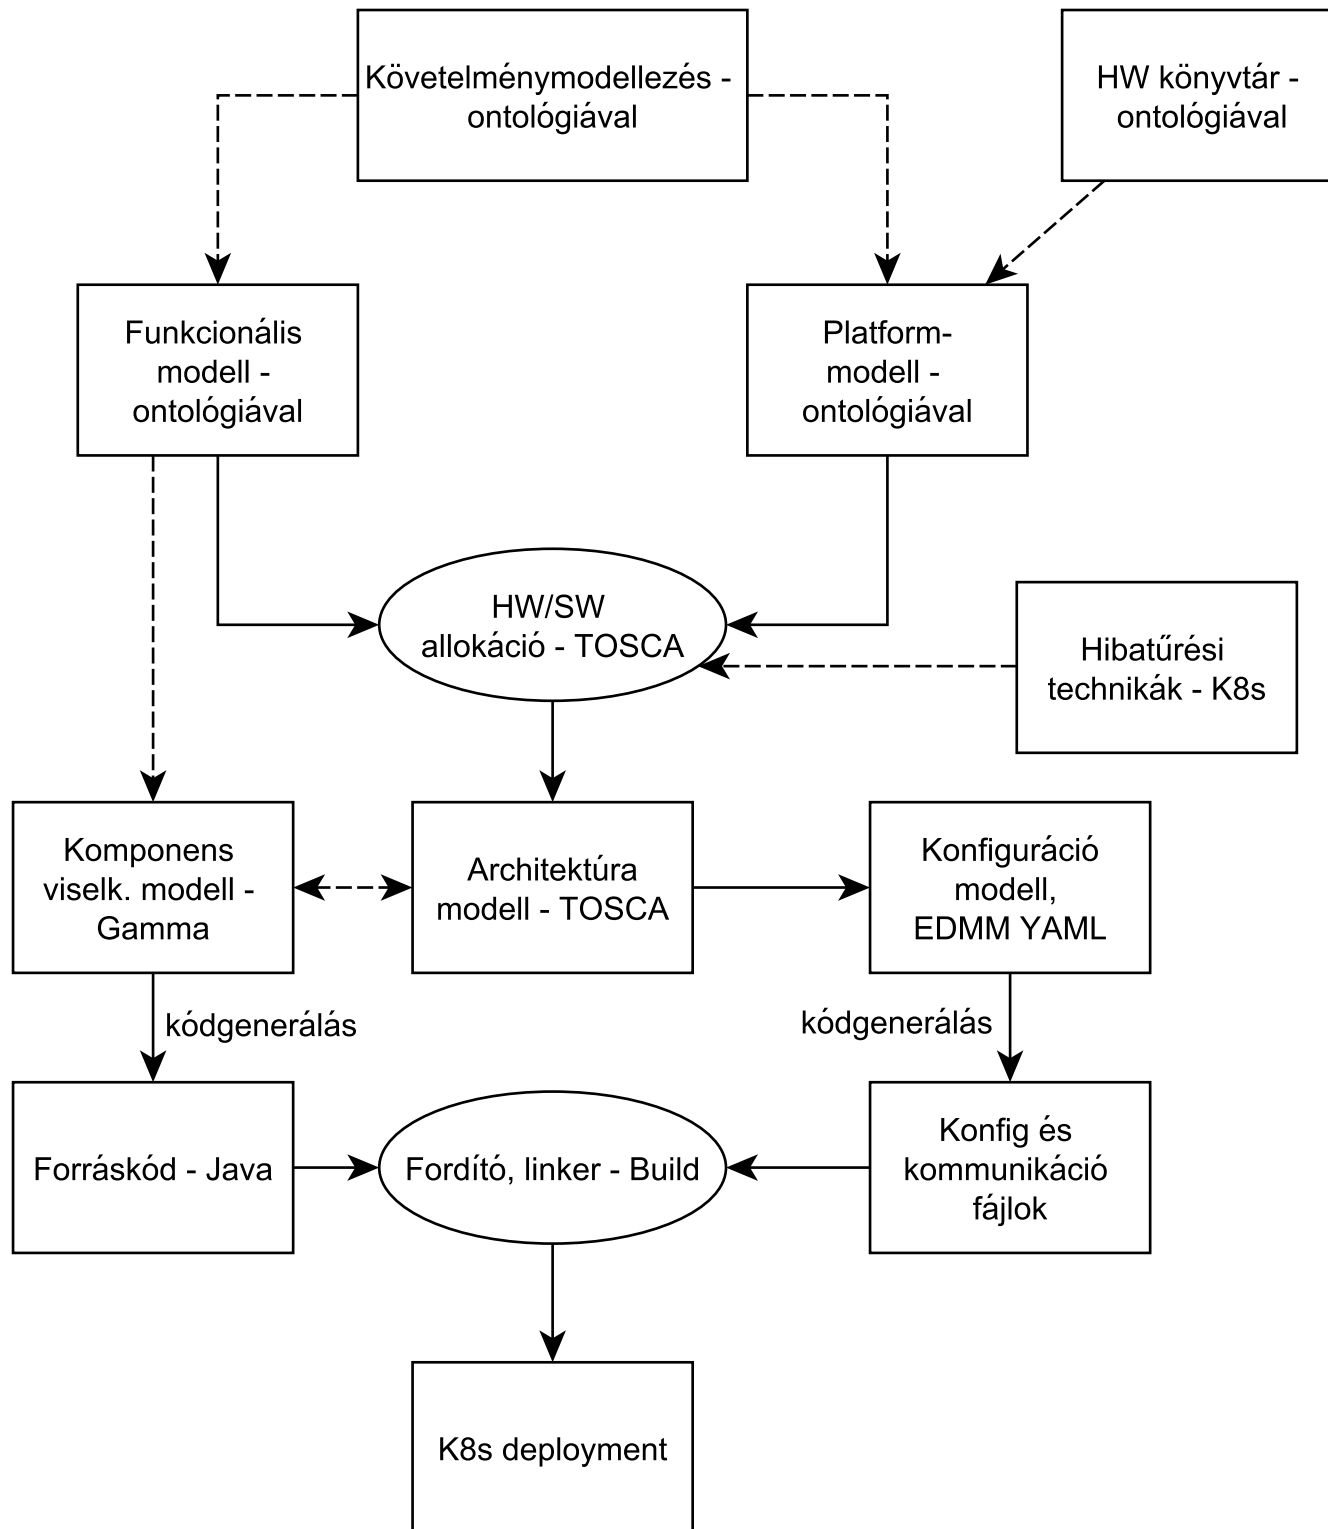 Követelménymodellezés -
ontológiával
HW könyvtár -
ontológiával
Funkcionális
modell -
ontológiával
Platform-
modell -
ontológiával
HW/SW
allokáció - TOSCA
Hibatűrési
technikák - K8s
Komponens
viselk. modell -
Gamma
Architektúra
modell - TOSCA
Konfiguráció
modell,
EDMM YAML
kódgenerálás
kódgenerálás
Forráskód - Java
Fordító, linker - Build
Konfig és
kommunikáció
fájlok
K8s deployment